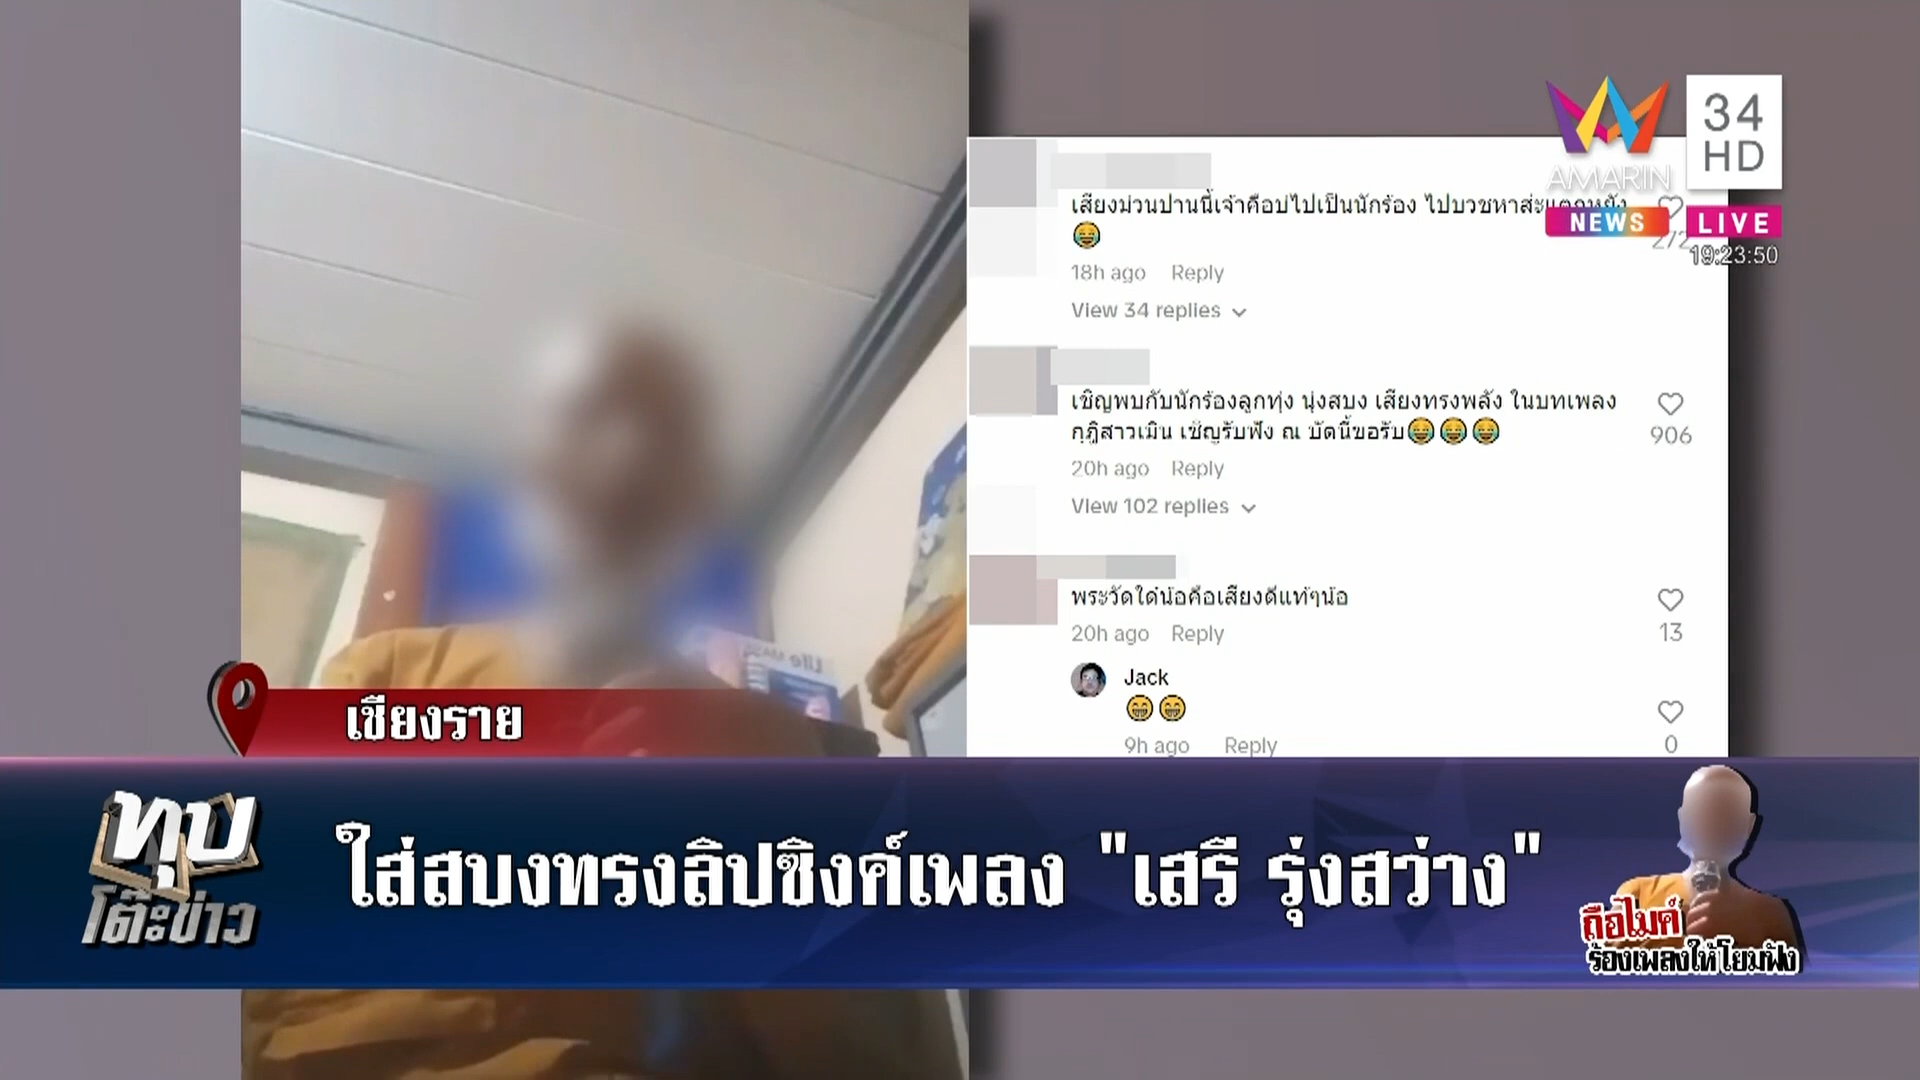 34
HD
AMARIN
NEWS
LIVE
19:23:50
เสียงม่วนปานนี้เจ้าคือบ่ไปเป็นนักร้อง ไปบวชหาส่ะแตกหยัง
272
😂
18h ago Reply
View 34 replies
เชิญพบกับนักร้องลูกทุ่ง นุ่งสบง เสียงทรงพลัง ในบทเพลง
กุฏิสาวเมิน เชิญรับฟัง ณ บัดนี้ขอรับ😂😂😂
906
20h ago Reply
View 102 replies
พระวัดใด๋น้อคือเสียงดีแท้ๆน้อ
20h ago Reply
13
Jack
😁😁
9h ago Reply
0
เชียงราย
ทุบ
โต๊ะข่าว
ใส่สบงทรงลิปซิงค์เพลง "เสรี รุ่งสว่าง"
ถือไมค์
ร้องเพลงให้โยมฟัง